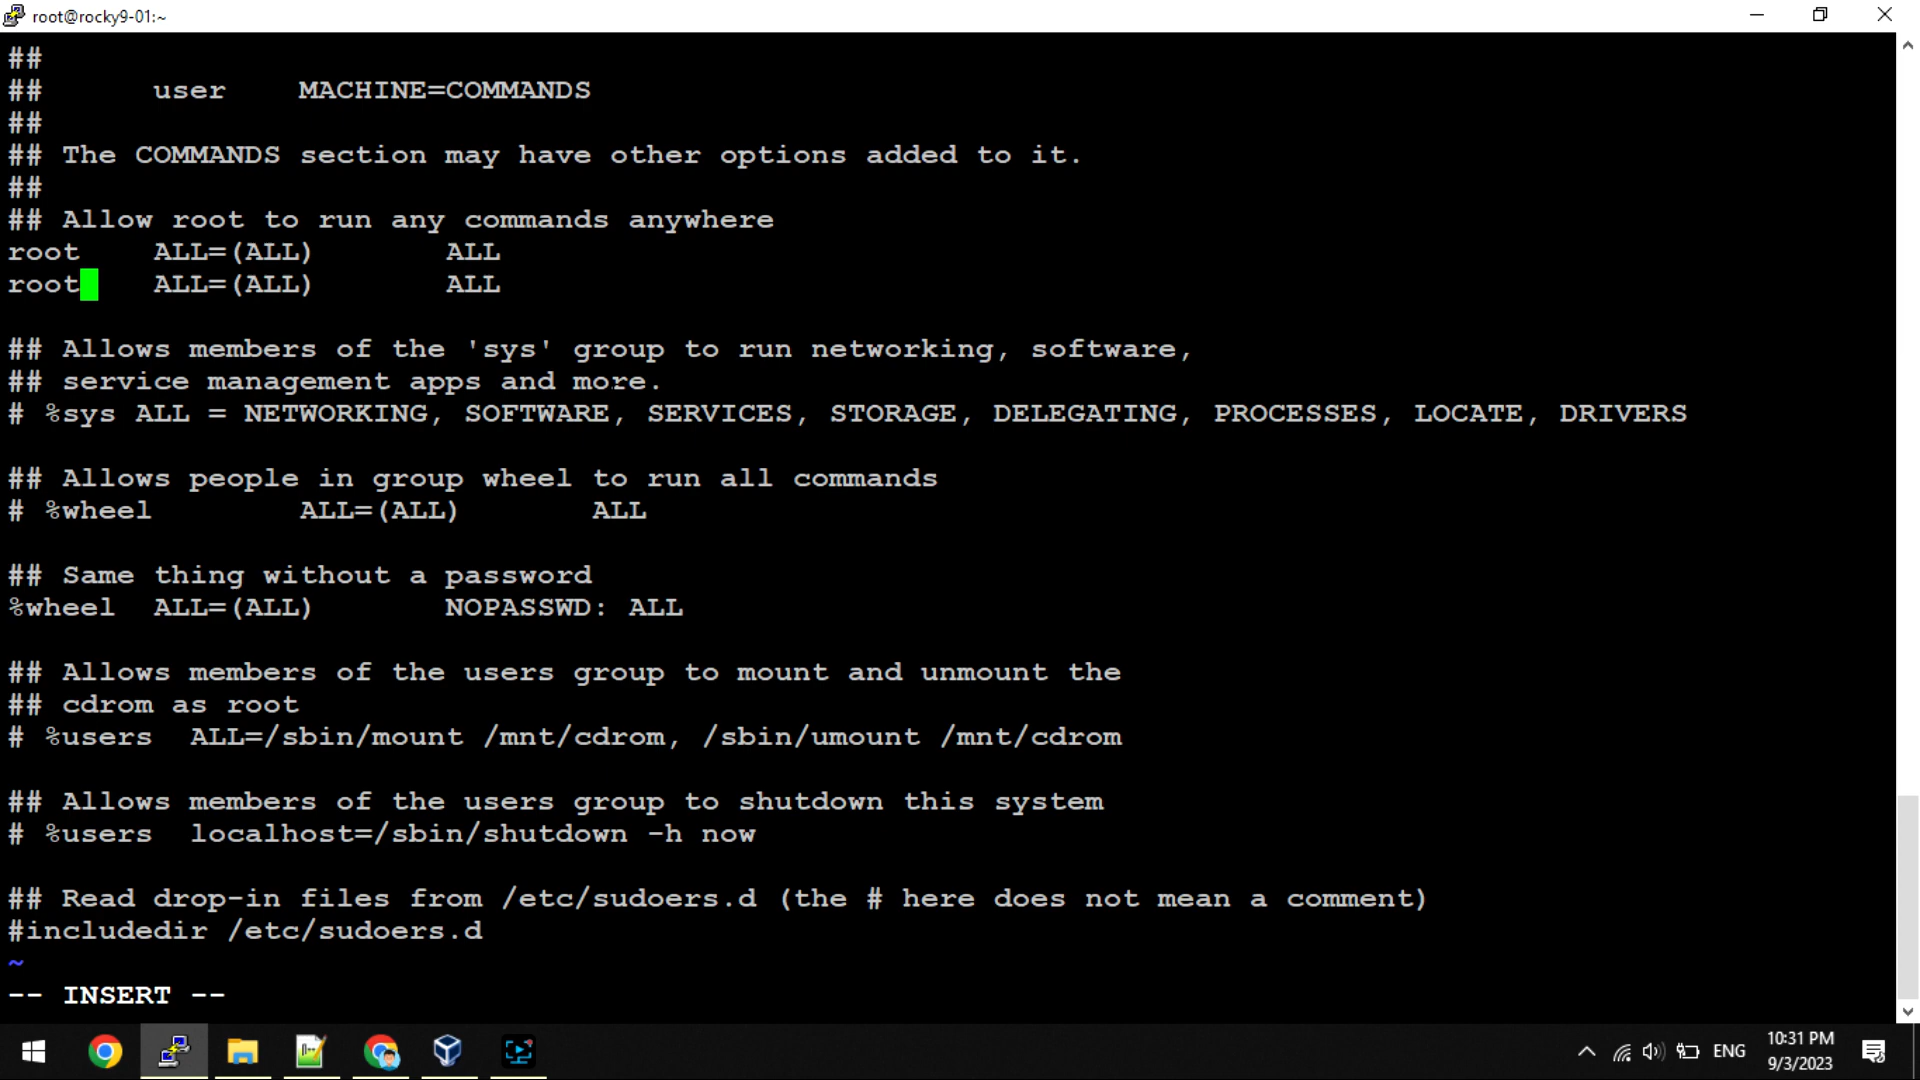 root@rocky9-01:~
##
##      user    MACHINE=COMMANDS
##
## The COMMANDS section may have other options added to it.
##
## Allow root to run any commands anywhere
root    ALL=(ALL)       ALL
root    ALL=(ALL)       ALL
## Allows members of the 'sys' group to run networking, software,
## service management apps and more.
# %sys ALL = NETWORKING, SOFTWARE, SERVICES, STORAGE, DELEGATING, PROCESSES, LOCATE, DRIVERS
## Allows people in group wheel to run all commands
# %wheel        ALL=(ALL)       ALL
## Same thing without a password
%wheel  ALL=(ALL)       NOPASSWD: ALL
## Allows members of the users group to mount and unmount the
## cdrom as root
# %users  ALL=/sbin/mount /mnt/cdrom, /sbin/umount /mnt/cdrom
## Allows members of the users group to shutdown this system
# %users  localhost=/sbin/shutdown -h now
## Read drop-in files from /etc/sudoers.d (the # here does not mean a comment)
#includedir /etc/sudoers.d
~
-- INSERT --
ENG
10:31 PM
9/3/2023